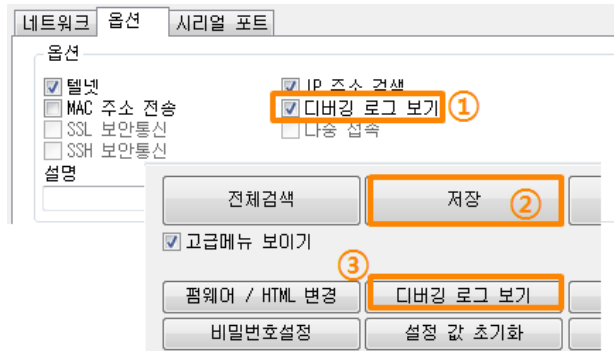 네트워크 옵션 시리얼 포트
옵션
텔넷 IP 주소 검색
MAC 주소 전송 디버깅 로그 보기 ①
SSL 보안통신 다중 접속
SSH 보안통신
설명
전체검색 저장 ②
고급메뉴 보이기
③
펌웨어 / HTML 변경 디버깅 로그 보기
비밀번호설정 설정 값 초기화